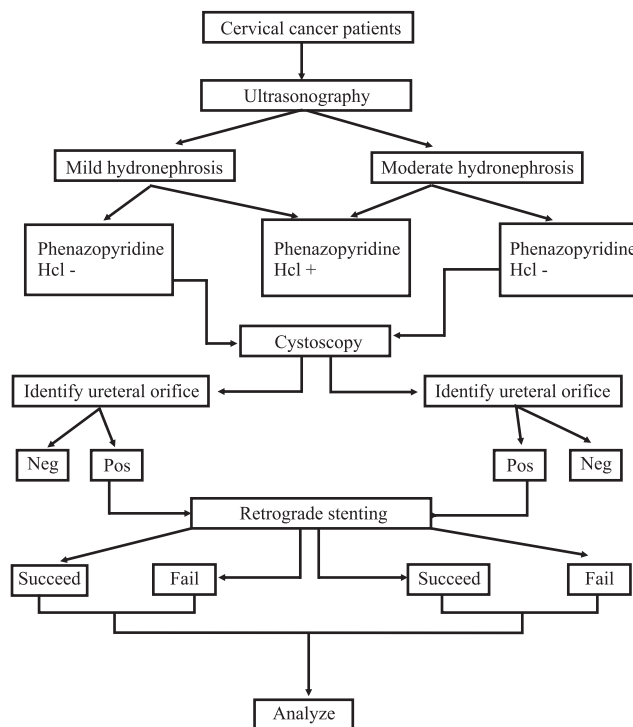 Cervical cancer patients
Ultrasonography
Mild hydronephrosis
Moderate hydronephrosis
Phenazopyridine
Hcl -
Phenazopyridine
Hcl +
Phenazopyridine
Hcl -
Cystoscopy
Identify ureteral orifice
Identify ureteral orifice
Neg
Pos
Pos
Neg
Retrograde stenting
Succeed
Fail
Succeed
Fail
Analyze